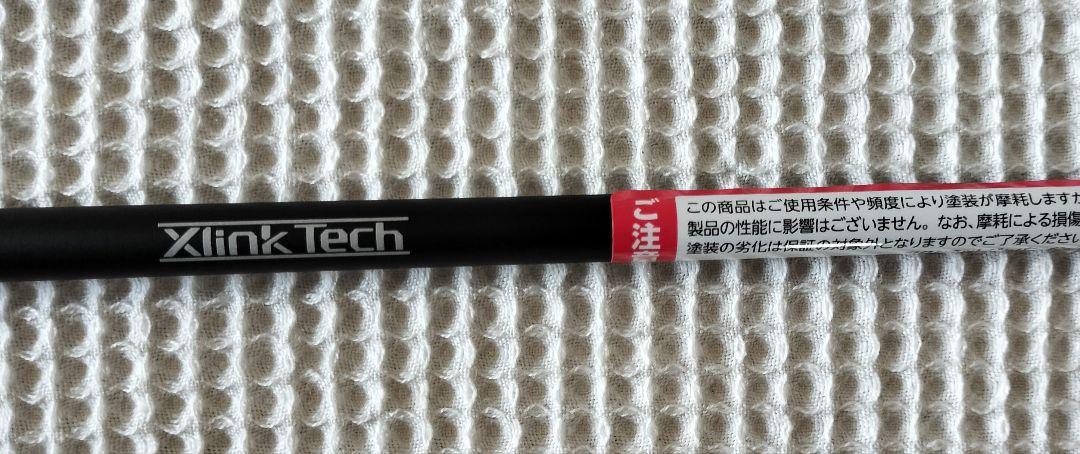 Xlink Tech
ご注
この商品はご使用条件や頻度により塗装が摩耗しますが
製品の性能に影響はございません。なお、摩耗による損傷
塗装の劣化は保証の対象外となりますのでご了承ください